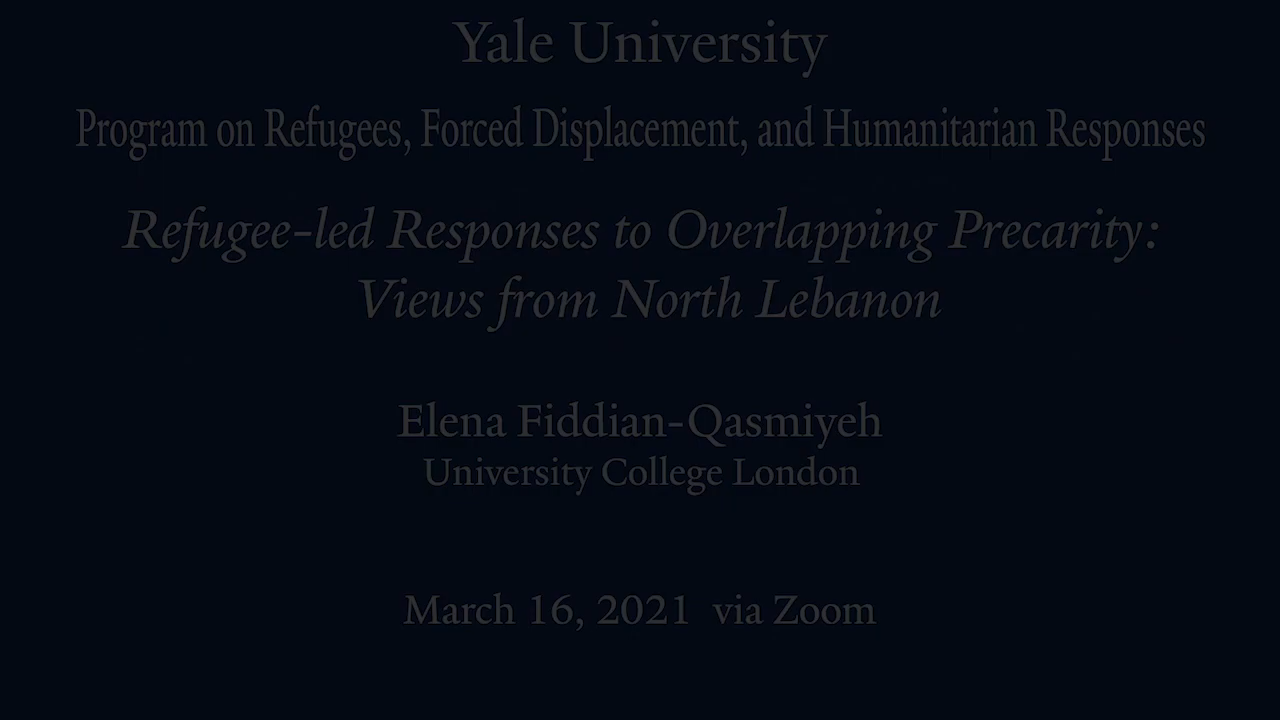 Yale University
Program on Refugees, Forced Displacement, and Humanitarian Responses
Refugee-led Responses to Overlapping Precarity:
Views from North Lebanon
Elena Fiddian-Qasmiyeh
University College London
March 16, 2021 via Zoom